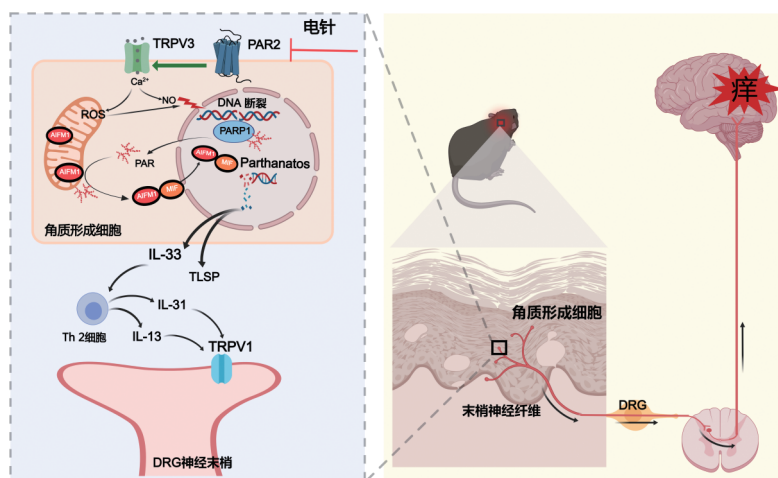 电针
TRPV3
PAR2
Ca²⁺
NO
ROS
DNA 断裂
PARP1
AIFM1
PAR
AIFM1
MIF
Parthanatos
AIFM1
AIFM1
MIF
角质形成细胞
IL-33
TLSP
IL-31
Th 2细胞
IL-13
TRPV1
DRG神经末梢
痒
角质形成细胞
末梢神经纤维
DRG